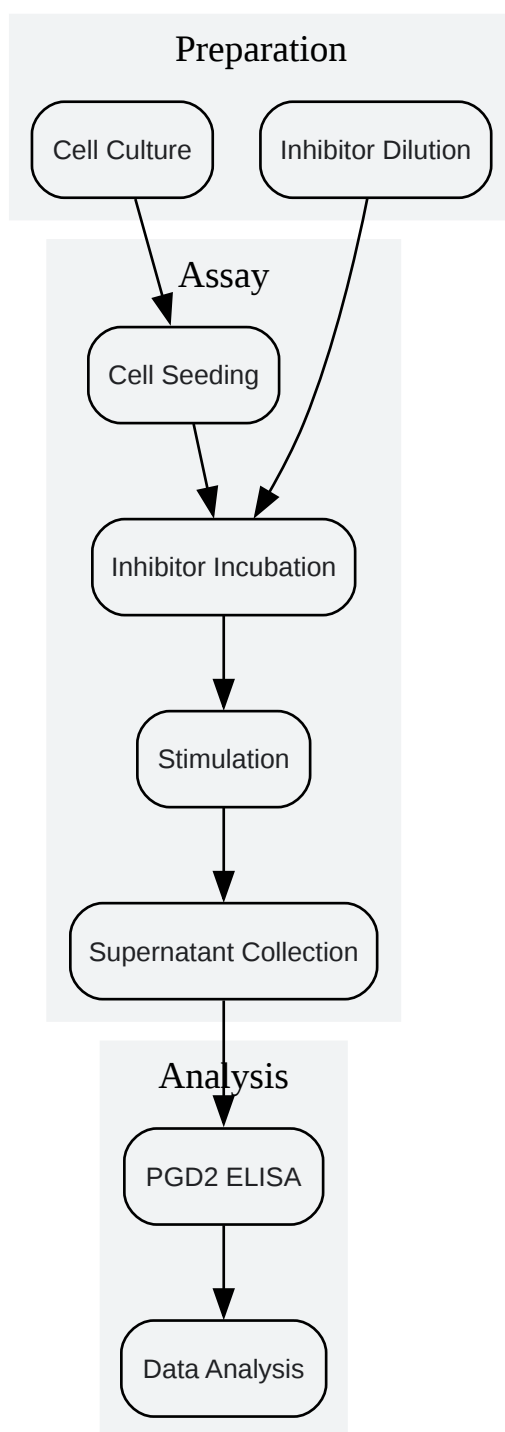 Preparation
Cell Culture
Inhibitor Dilution
Assay
Cell Seeding
Inhibitor Incubation
Stimulation
Supernatant Collection
Analysis
PGD2 ELISA
Data Analysis